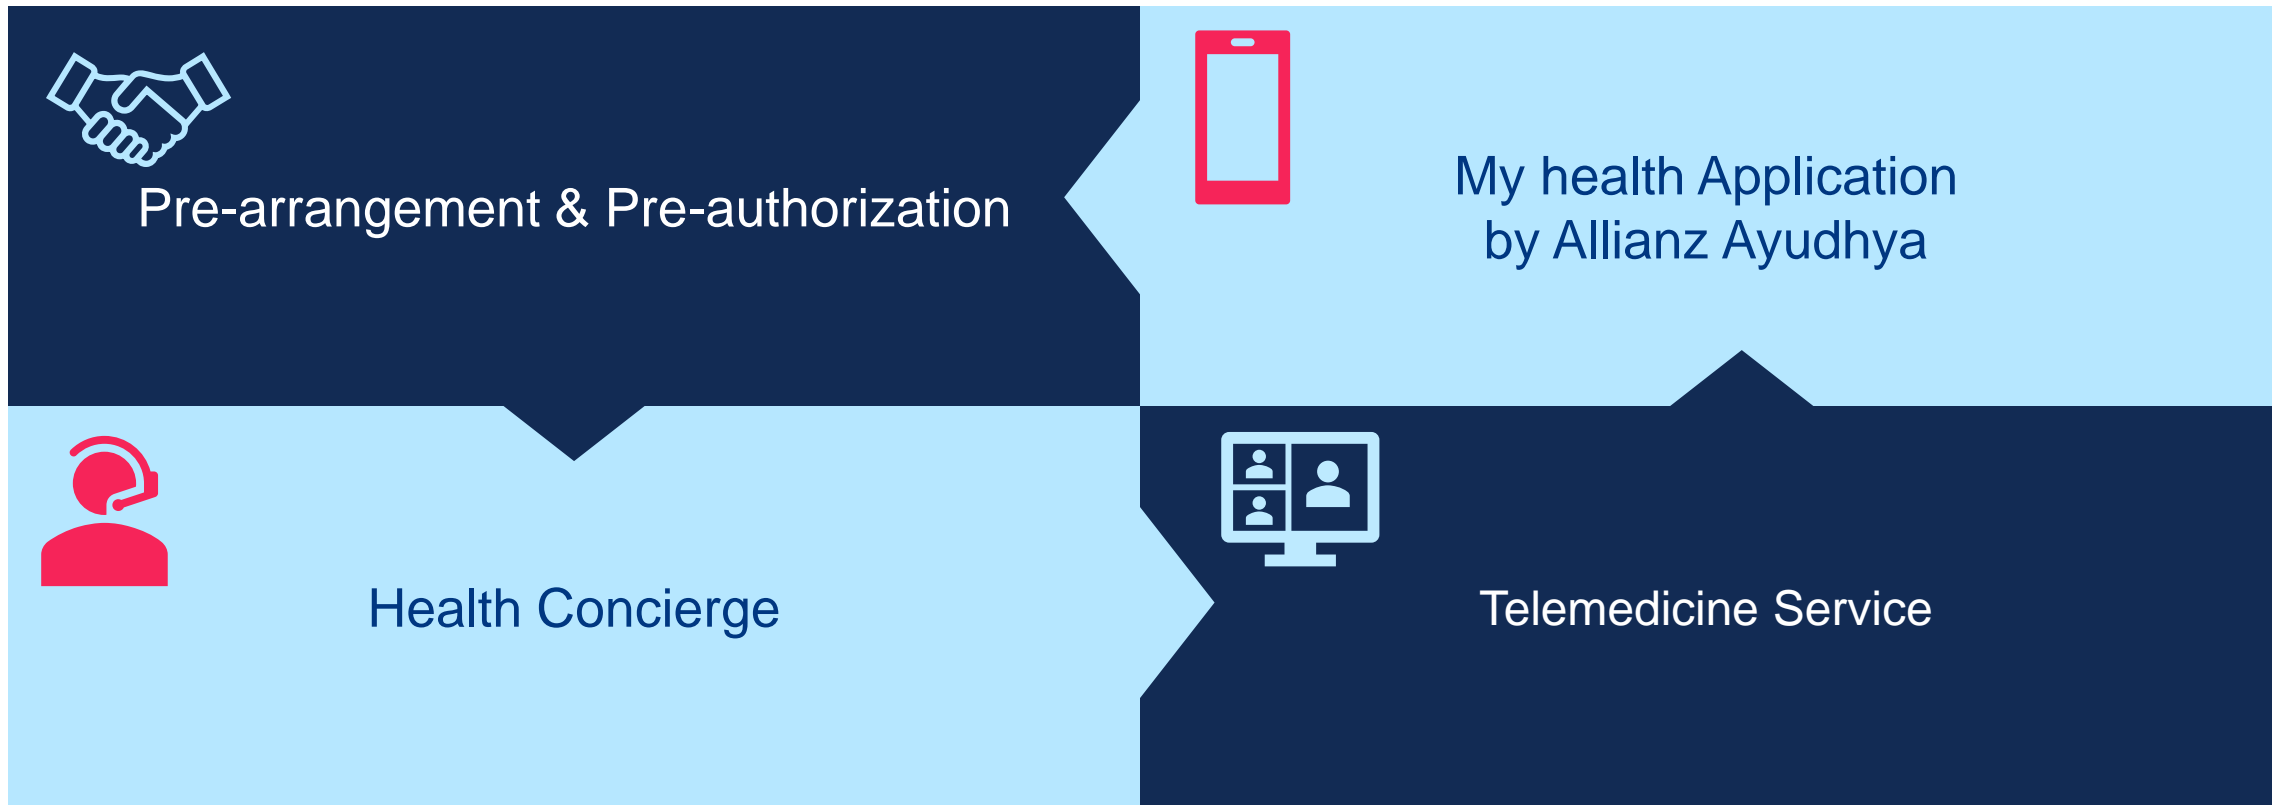 Pre-arrangement & Pre-authorization
My health Application
by Allianz Ayudhya
Health Concierge
Telemedicine Service